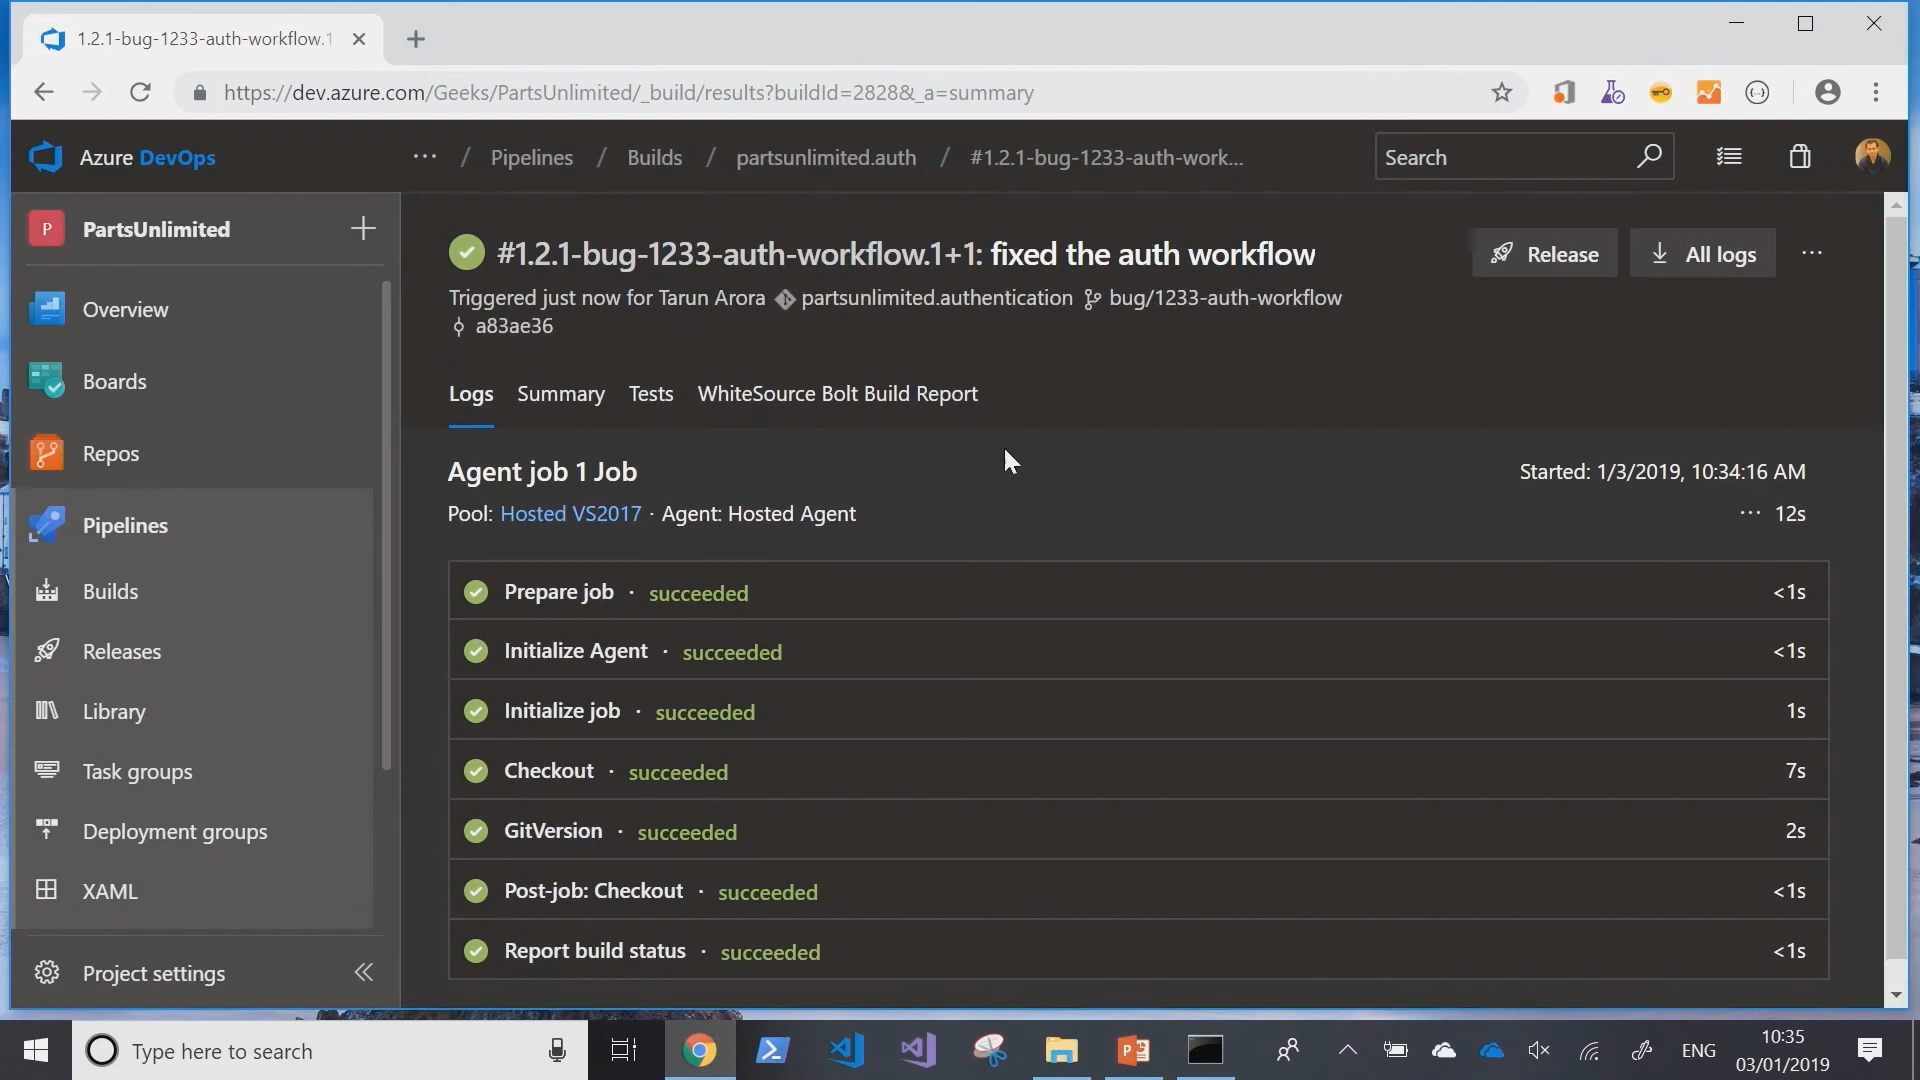 1.2.1-bug-1233-auth-workflow.1
https://dev.azure.com/Geeks/PartsUnlimited/_build/results?buildId=2828&_a=summary
Azure DevOps
... / Pipelines / Builds / partsunlimited.auth / #1.2.1-bug-1233-auth-work...
Search
P PartsUnlimited
Overview
Boards
Repos
Pipelines
Builds
Releases
Library
Task groups
Deployment groups
XAML
Project settings
#1.2.1-bug-1233-auth-workflow.1+1: fixed the auth workflow
Release
All logs
Triggered just now for Tarun Arora partsunlimited.authentication bug/1233-auth-workflow
a83ae36
Logs Summary Tests WhiteSource Bolt Build Report
Agent job 1 Job
Started: 1/3/2019, 10:34:16 AM
Pool: Hosted VS2017 · Agent: Hosted Agent
... 12s
Prepare job · succeeded <1s
Initialize Agent · succeeded <1s
Initialize job · succeeded 1s
Checkout · succeeded 7s
GitVersion · succeeded 2s
Post-job: Checkout · succeeded <1s
Report build status · succeeded <1s
Type here to search
ENG
10:35
03/01/2019